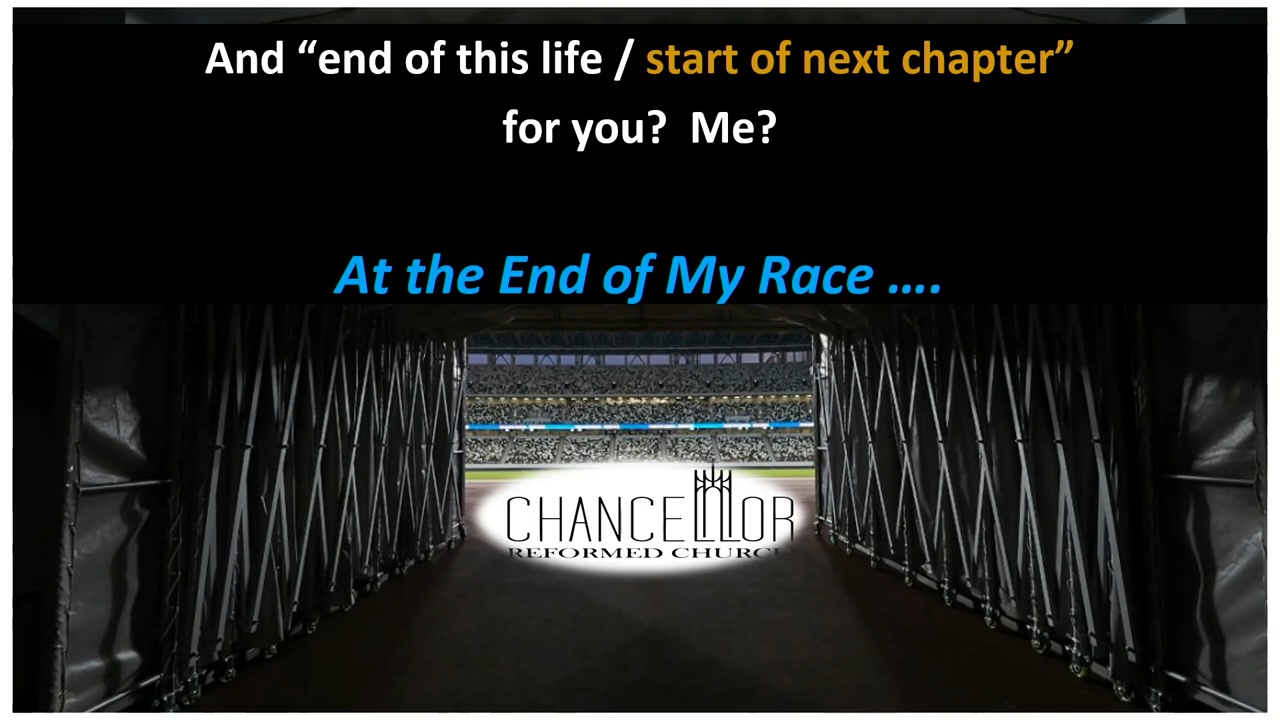 And “end of this life / start of next chapter”
for you?  Me?
At the End of My Race ….
CHANCELLOR
REFORMED CHURCH